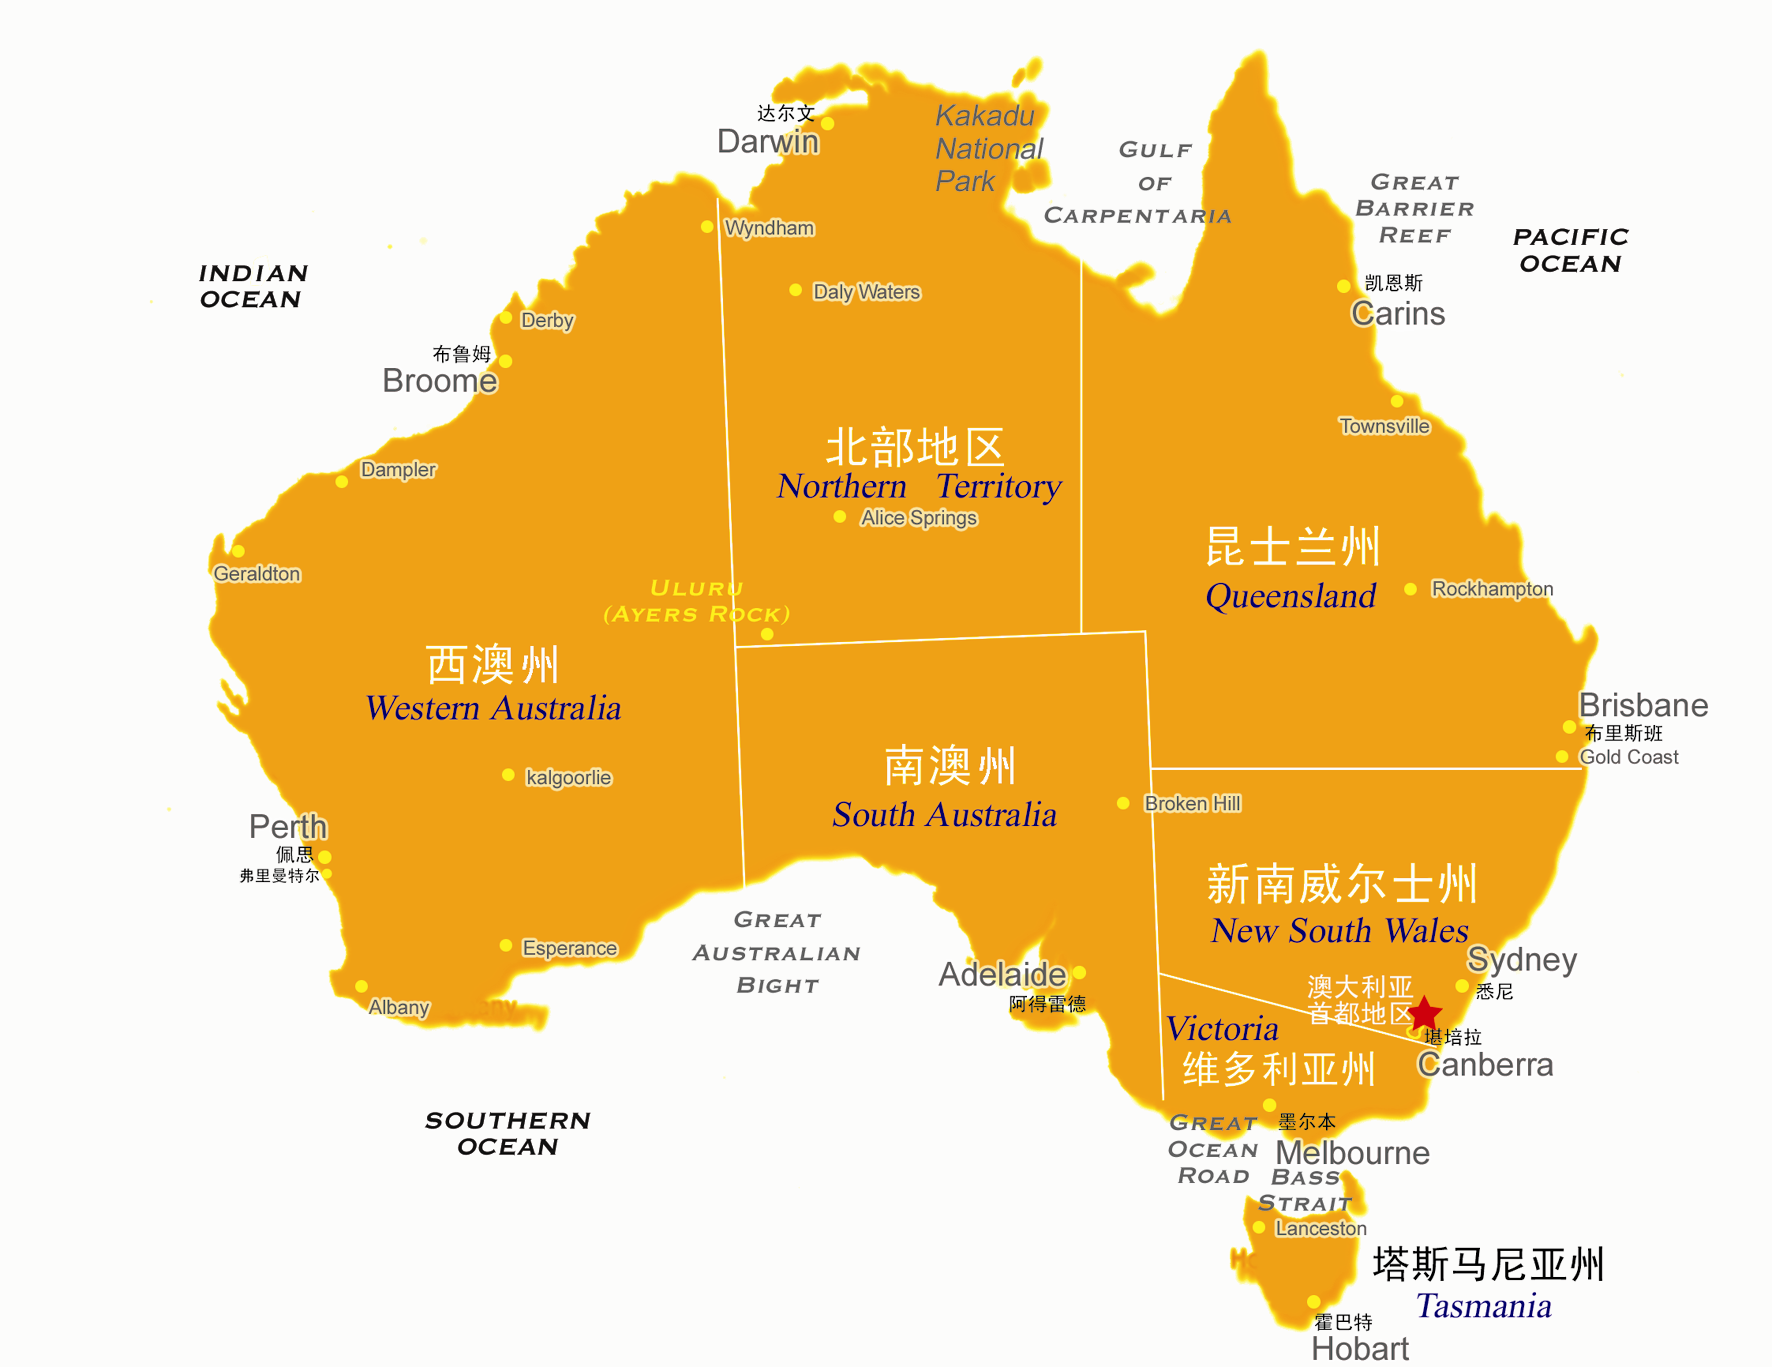 达尔文
Darwin
Kakadu
National
Park
GULF
OF
CARPENTARIA
GREAT
BARRIER
REEF
PACIFIC
OCEAN
INDIAN
OCEAN
Wyndham
Daly Waters
凯恩斯
Carins
Derby
布鲁姆
Broome
Townsville
Dampler
北部地区
Northern Territory
Alice Springs
昆士兰州
Queensland
Rockhampton
Geraldton
ULURU
(AYERS ROCK)
西澳州
Western Australia
Brisbane
布里斯班
Gold Coast
南澳州
South Australia
kalgoorlie
Broken Hill
Perth
佩思
弗里曼特尔
新南威尔士州
New South Wales
GREAT
AUSTRALIAN
BIGHT
Esperance
Albany
Adelaide
阿得雷德
Sydney
悉尼
澳大利亚
首都地区
堪培拉
Canberra
Victoria
维多利亚州
SOUTHERN
OCEAN
GREAT
OCEAN
ROAD
墨尔本
Melbourne
BASS
STRAIT
Lanceston
塔斯马尼亚州
Tasmania
霍巴特
Hobart